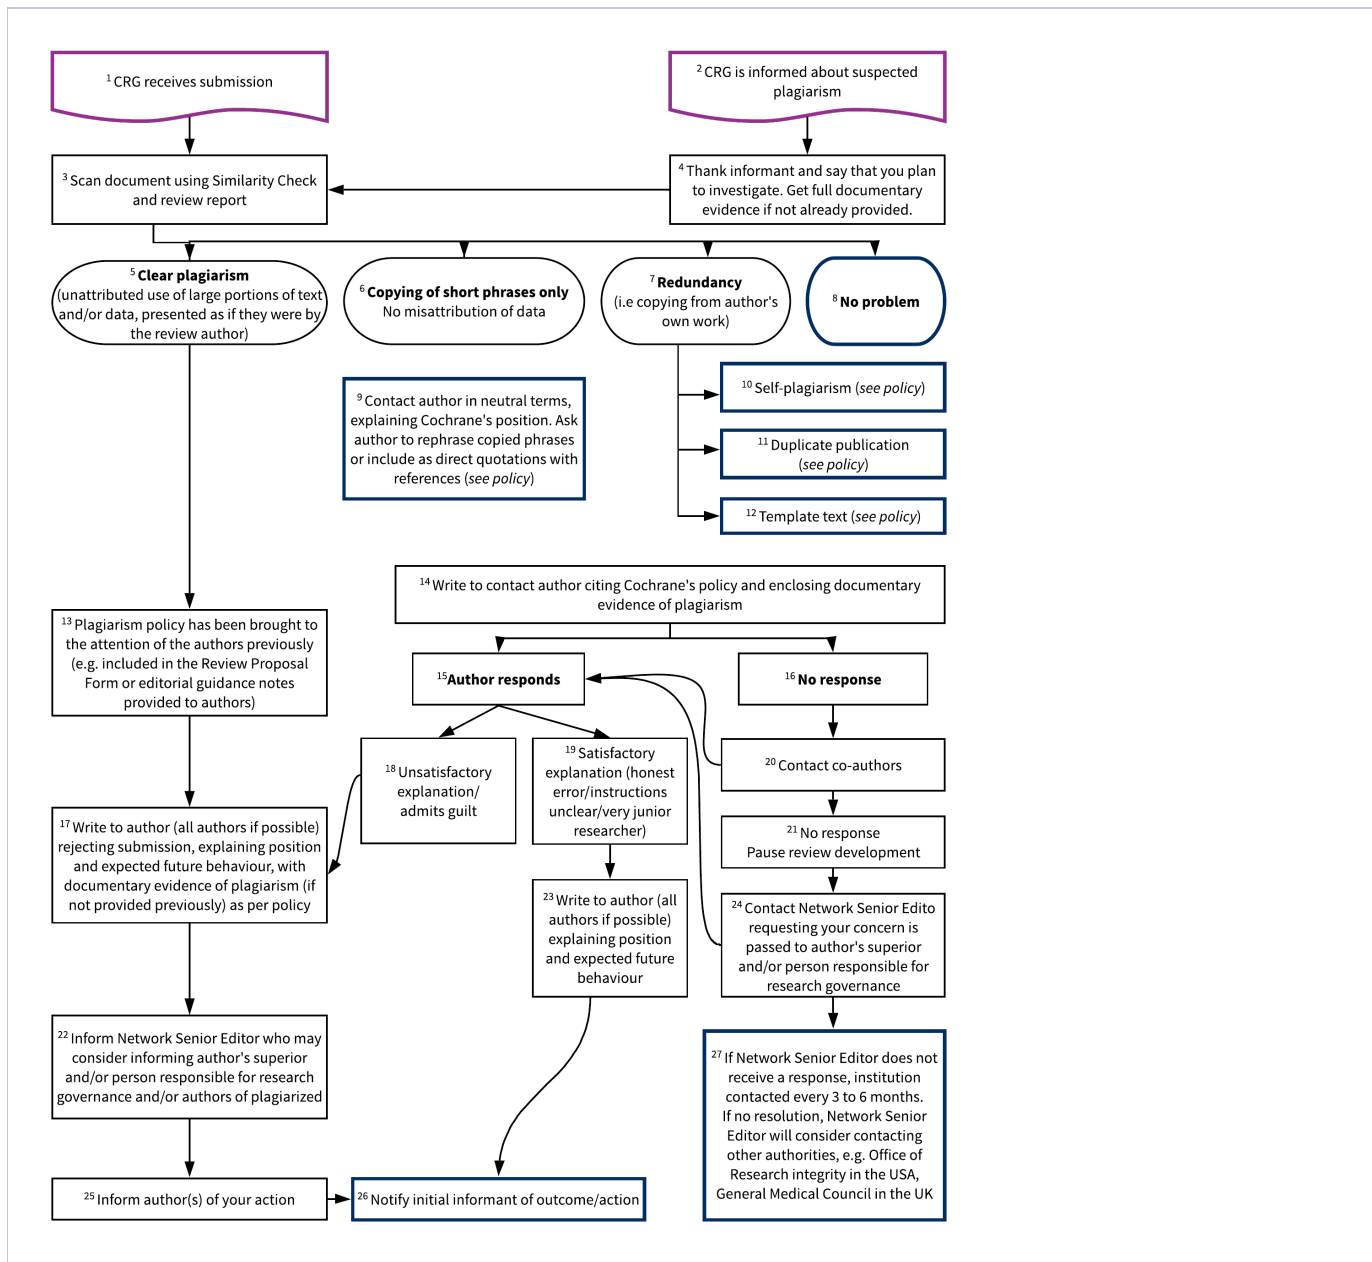 1 CRG receives submission
2 CRG is informed about suspected
plagiarism
3 Scan document using Similarity Check
and review report
4 Thank informant and say that you plan
to investigate. Get full documentary
evidence if not already provided.
5 Clear plagiarism
(unattributed use of large portions of text
and/or data, presented as if they were by
the review author)
6 Copying of short phrases only
No misattribution of data
7 Redundancy
(i.e copying from author's
own work)
8 No problem
9 Contact author in neutral terms,
explaining Cochrane's position. Ask
author to rephrase copied phrases
or include as direct quotations with
references (see policy)
10 Self-plagiarism (see policy)
11 Duplicate publication
(see policy)
12 Template text (see policy)
13 Plagiarism policy has been brought to
the attention of the authors previously
(e.g. included in the Review Proposal
Form or editorial guidance notes
provided to authors)
14 Write to contact author citing Cochrane's policy and enclosing documentary
evidence of plagiarism
15 Author responds
16 No response
17 Write to author (all authors if possible)
rejecting submission, explaining position
and expected future behaviour, with
documentary evidence of plagiarism (if
not provided previously) as per policy
18 Unsatisfactory
explanation/
admits guilt
19 Satisfactory
explanation (honest
error/instructions
unclear/very junior
researcher)
20 Contact co-authors
21 No response
Pause review development
22 Inform Network Senior Editor who may
consider informing author's superior
and/or person responsible for research
governance and/or authors of plagiarized
23 Write to author (all
authors if possible)
explaining position
and expected future
behaviour
24 Contact Network Senior Edito
requesting your concern is
passed to author's superior
and/or person responsible for
research governance
25 Inform author(s) of your action
26 Notify initial informant of outcome/action
27 If Network Senior Editor does not
receive a response, institution
contacted every 3 to 6 months.
If no resolution, Network Senior
Editor will consider contacting
other authorities, e.g. Office of
Research integrity in the USA,
General Medical Council in the UK